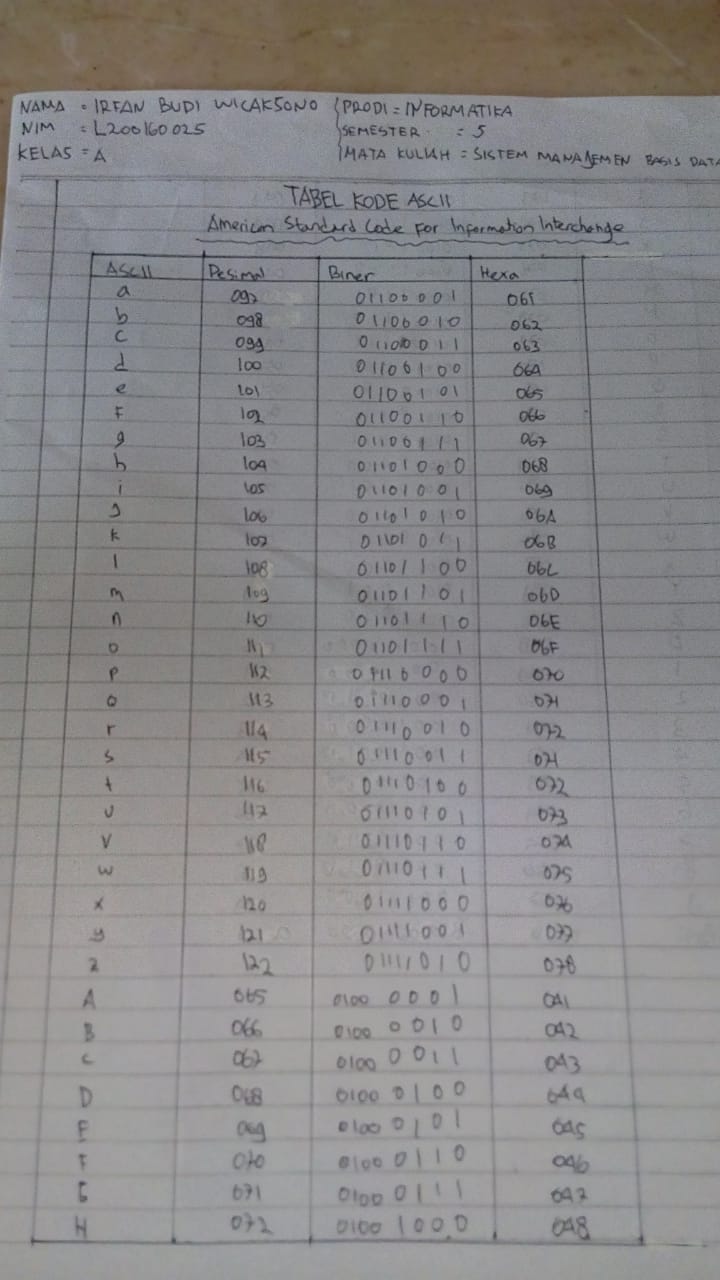 NAMA = IRFAN BUDI WICAKSONO PRODI = INFORMATIKA
NIM = L200160025 SEMESTER = 5
KELAS = A MATA KULIAH = SISTEM MANAJEMEN BASIS DATA
TABEL KODE ASCII
American Standard Code For Information Interchange
ASCII Desimal Biner Hexa
a 097 01100001 061
b 098 01100010 062
c 099 01100011 063
d 100 01100100 064
e 101 01100101 065
f 102 01100110 066
g 103 01100111 067
h 104 01101000 068
i 105 01101001 069
j 106 01101010 06A
k 107 01101011 06B
l 108 01101100 06C
m 109 01101101 06D
n 110 01101110 06E
o 111 01101111 06F
p 112 01110000 070
q 113 01110001 071
r 114 01110010 072
s 115 01110011 071
t 116 01110100 072
u 117 01110101 073
v 118 01110110 074
w 119 01110111 075
x 120 01111000 076
y 121 01111001 077
z 122 01111010 078
A 065 0100 0001 041
B 066 0100 0010 042
C 067 0100 0011 043
D 068 0100 0100 044
E 069 0100 0101 045
F 070 0100 0110 046
G 071 0100 0111 047
H 072 0100 1000 048